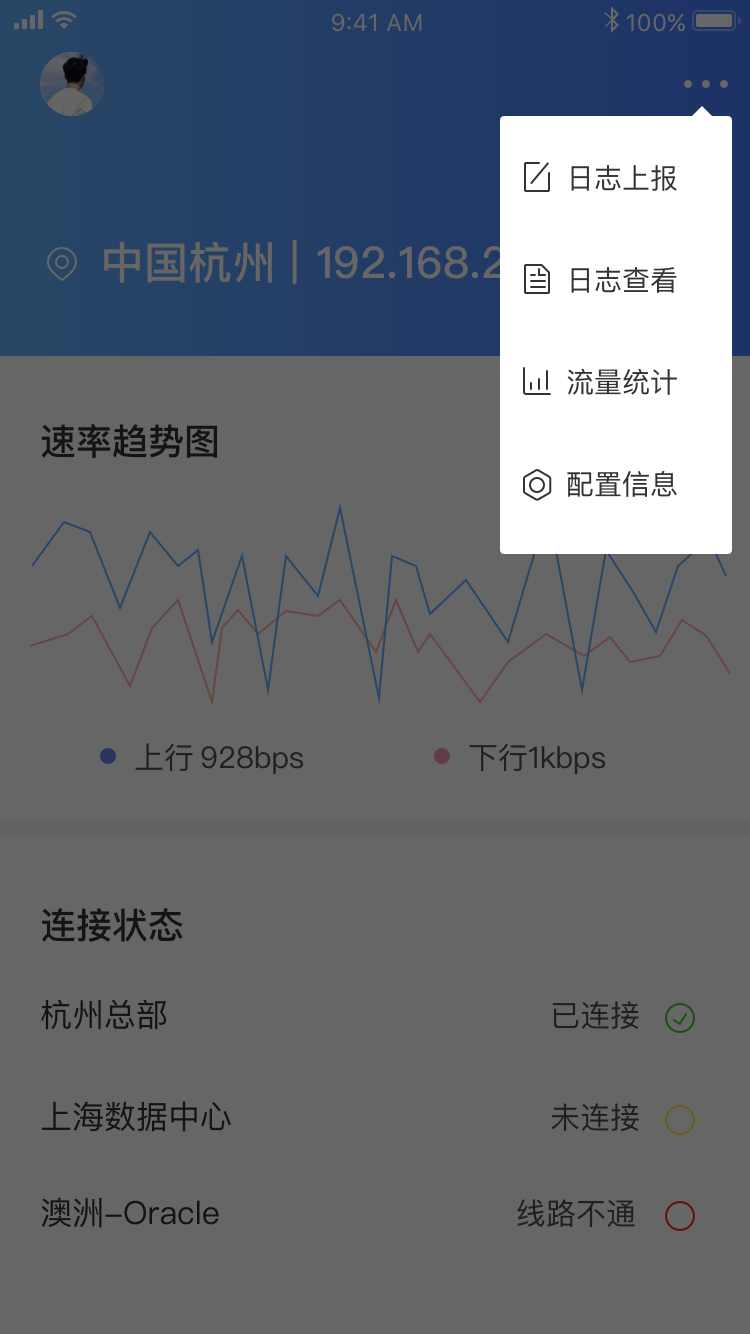 9:41 AM 100%
中国杭州 | 192.168.2
日志上报
日志查看
流量统计
配置信息
速率趋势图
上行 928bps
下行1kbps
连接状态
杭州总部 已连接
上海数据中心 未连接
澳洲–Oracle 线路不通